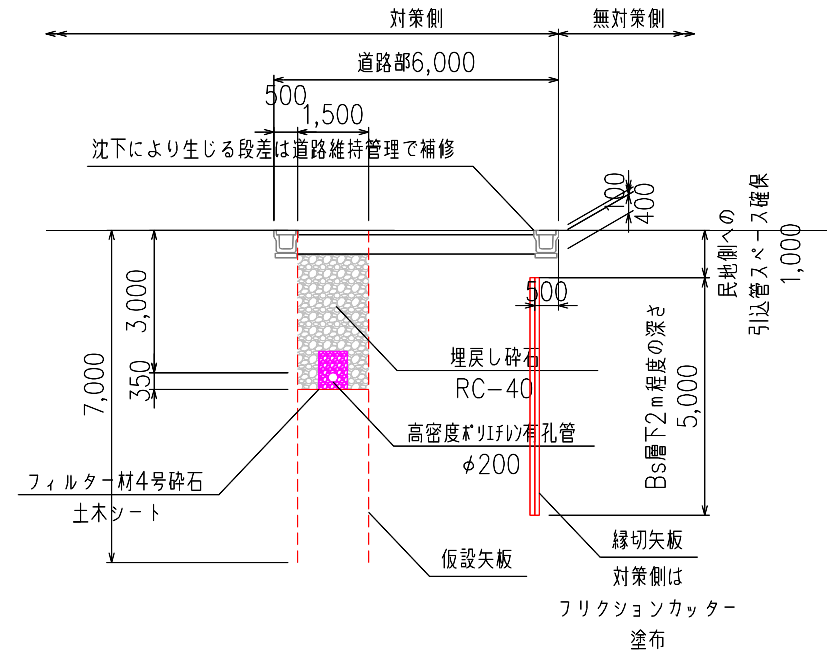 対策側
無対策側
道路部6,000
500
1,500
沈下により生じる段差は道路維持管理で補修
100
400
民地側への
引込管スペース確保
1,000
3,000
350
7,000
500
埋戻し砕石
RC-40
高密度ポリエチレン有孔管
φ200
Bs層下2m程度の深さ
5,000
フィルター材4号砕石
土木シート
仮設矢板
縁切矢板
対策側は
フリクションカッター
塗布